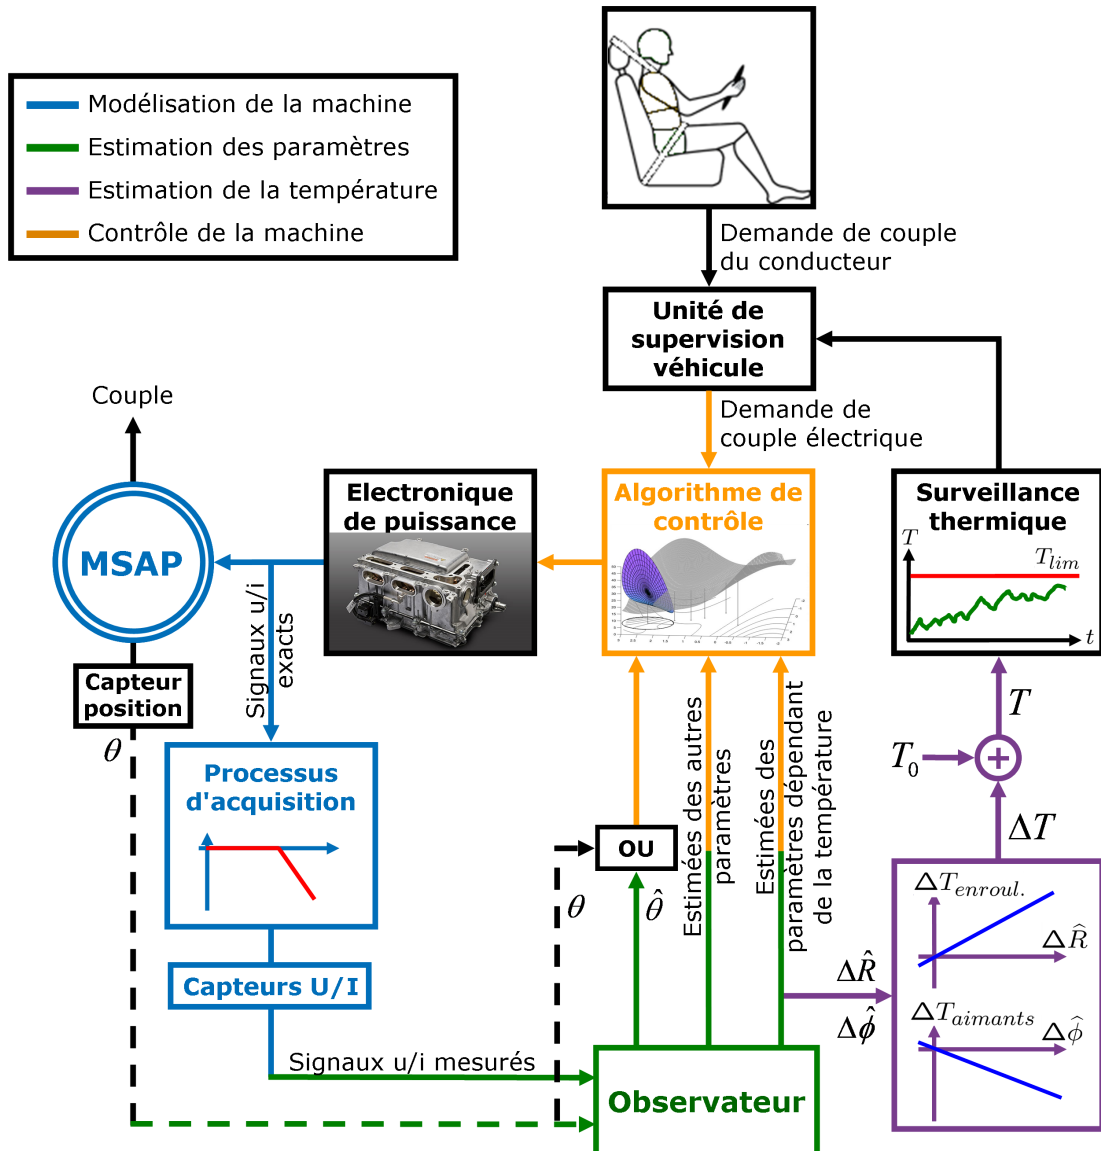 Modélisation de la machine
Estimation des paramètres
Estimation de la température
Contrôle de la machine
Demande de couple
du conducteur
Unité de
supervision
véhicule
Couple
Demande de
couple électrique
MSAP
Electronique
de puissance
Algorithme de
contrôle
Surveillance
thermique
T
T_lim
t
Signaux u/i
exacts
Capteur
position
θ
Processus
d'acquisition
Estimées des autres
paramètres
Estimées des
paramètres dépendant
de la température
T
T₀
+
ΔT
OU
θ
θ̂
ΔT_enroul.
ΔR̂
ΔR̂
Δϕ̂
ΔT_aimants
Δϕ̂
Capteurs U/I
Signaux u/i mesurés
Observateur